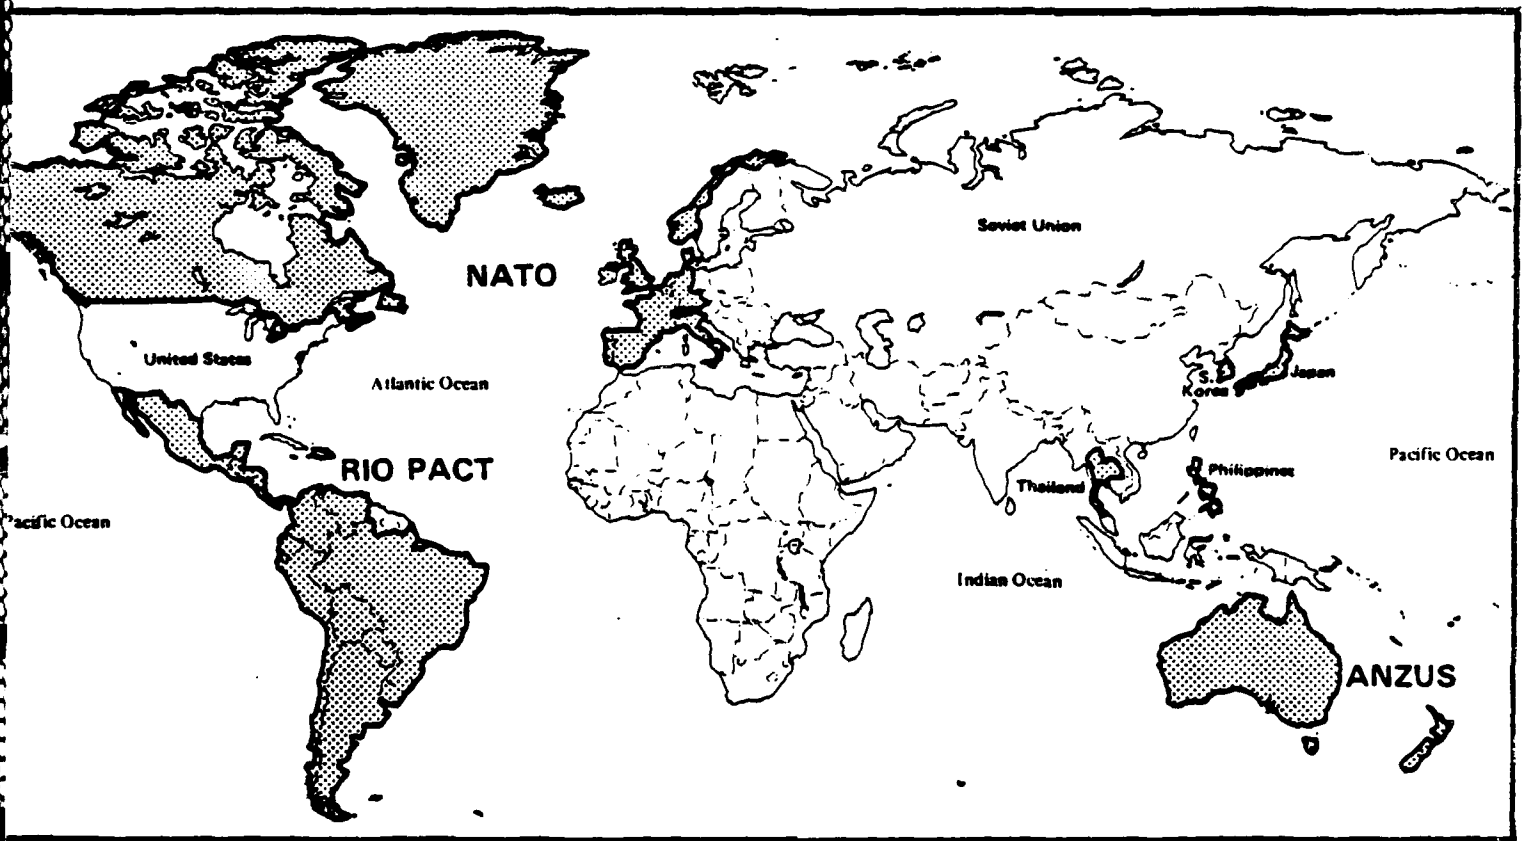 Soviet Union
NATO
United States
Atlantic Ocean
S.
Korea
Japan
RIO PACT
Pacific Ocean
Philippines
Thailand
Pacific Ocean
Indian Ocean
ANZUS